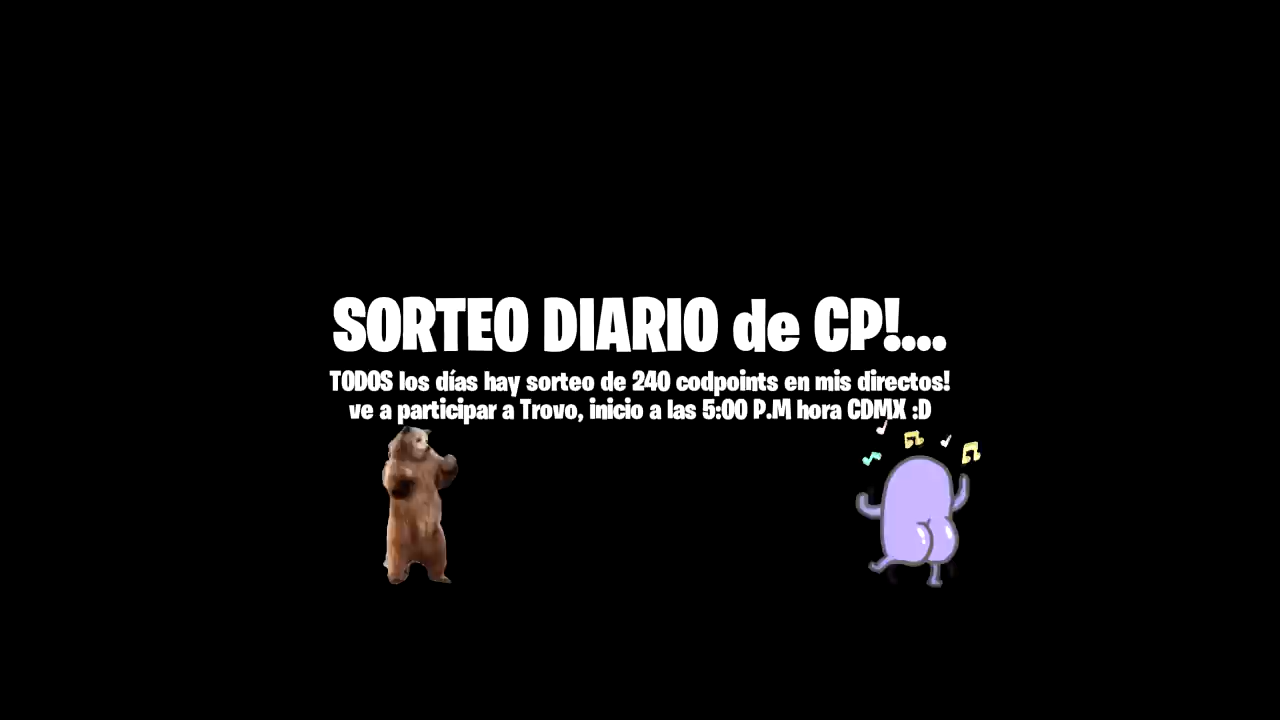 SORTEO DIARIO de CP!...
TODOS los días hay sorteo de 240 codpoints en mis directos!
ve a participar a Trovo, inicio a las 5:00 P.M hora CDMX :D